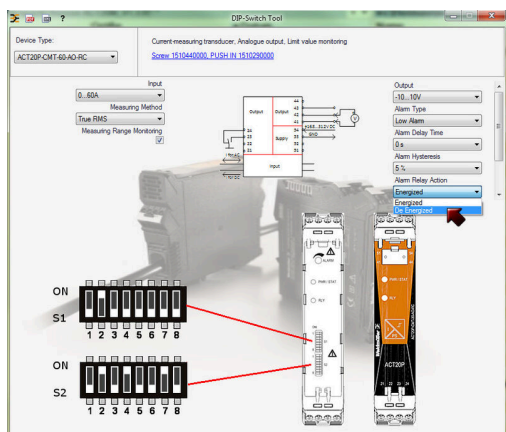 DIP-Switch Tool
Device Type:
ACT20P-CMT-60-AO-RC
Current-measuring transducer, Analogue output, Limit value monitoring
Screw 1510440000, PUSH IN 1510290000
Input
0...60A
Measuring Method
True RMS
Measuring Range Monitoring
Output
-10...10V
Alarm Type
Low Alarm
Alarm Delay Time
0 s
Alarm Hysteresis
5 %
Alarm Relay Action
Energized
Energized
De Energized
Output
Output
Supply
Input
GND
V
ALARM
PWR / STAT
RLY
PWR / STAT
RLY
ACT20P
ON
S1
1 2 3 4 5 6 7 8
ON
S2
1 2 3 4 5 6 7 8